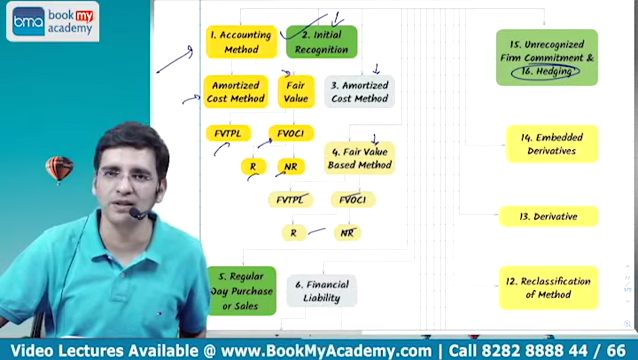 bma
book my
academy
1. Accounting
Method
2. Initial
Recognition
Amortized
Cost Method
Fair
Value
3. Amortized
Cost Method
FVTPL
FVOCI
R
NR
4. Fair Value
Based Method
FVTPL
FVOCI
R
NR
5. Regular
Way Purchase
or Sales
6. Financial
Liability
15. Unrecognized
Firm Commitment &
16. Hedging
14. Embedded
Derivatives
13. Derivative
12. Reclassification
of Method
Video Lectures Available @ www.BookMyAcademy.com | Call 8282 8888 44 / 66